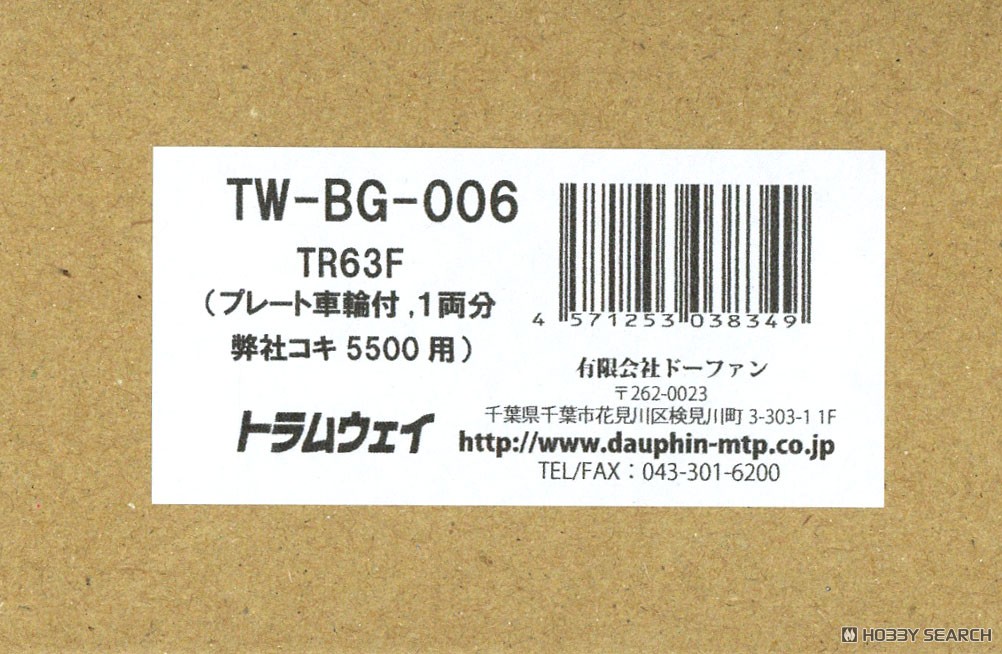 TW-BG-006
TR63F
（プレート車輪付 ,1両分
弊社コキ 5500 用）
トラムウェイ
4 571253 038349
有限会社ドーファン
〒262-0023
千葉県千葉市花見川区検見川町 3-303-1 1F
http://www.dauphin-mtp.co.jp
TEL/FAX：043-301-6200
HOBBY SEARCH